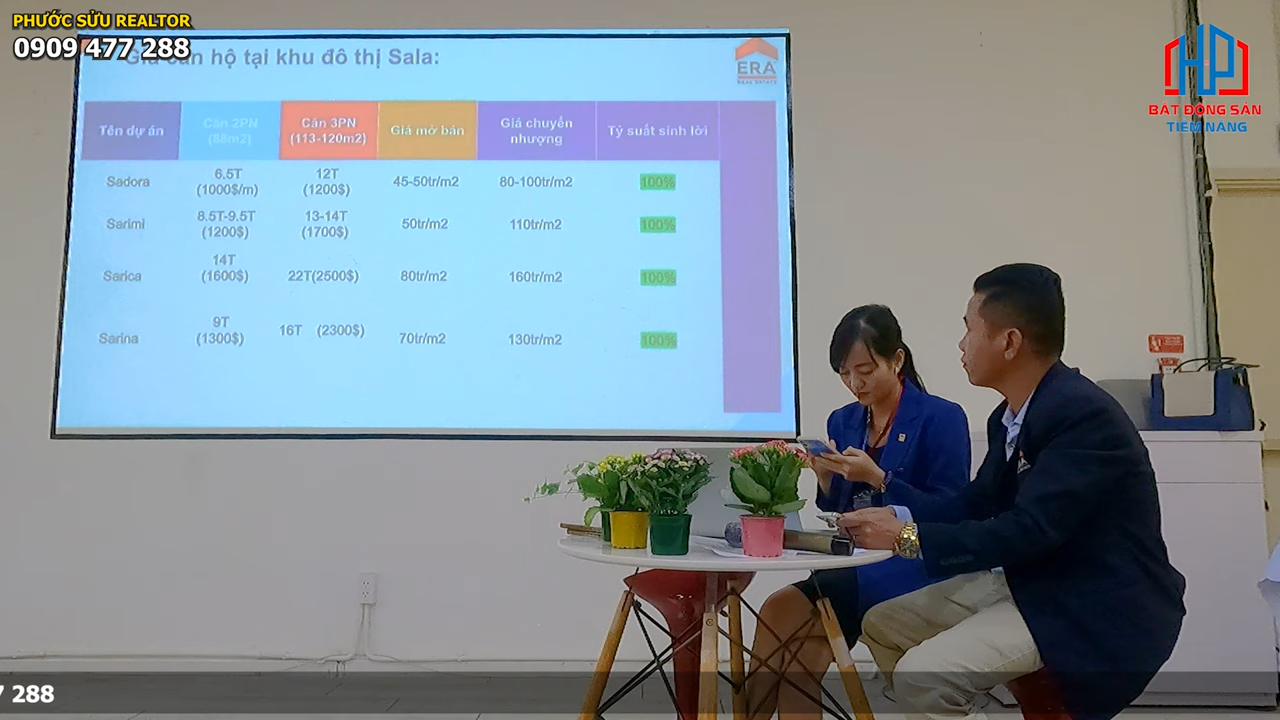 PHƯỚC SỬU REALTOR
0909 477 288
Giá căn hộ tại khu đô thị Sala:
ERA
REAL ESTATE
BẤT ĐỘNG SẢN
TIỀM NĂNG
Tên dự án
Căn 2PN
(88m2)
Căn 3PN
(113-120m2)
Giá mở bán
Giá chuyển
nhượng
Tỷ suất sinh lời
Sadora
6.5T
(1000$/m)
12T
(1200$)
45-50tr/m2
80-100tr/m2
100%
Sarimi
8.5T-9.5T
(1200$)
13-14T
(1700$)
50tr/m2
110tr/m2
100%
Sarica
14T
(1600$)
22T(2500$)
80tr/m2
160tr/m2
100%
Sarina
9T
(1300$)
16T (2300$)
70tr/m2
130tr/m2
100%
7 288